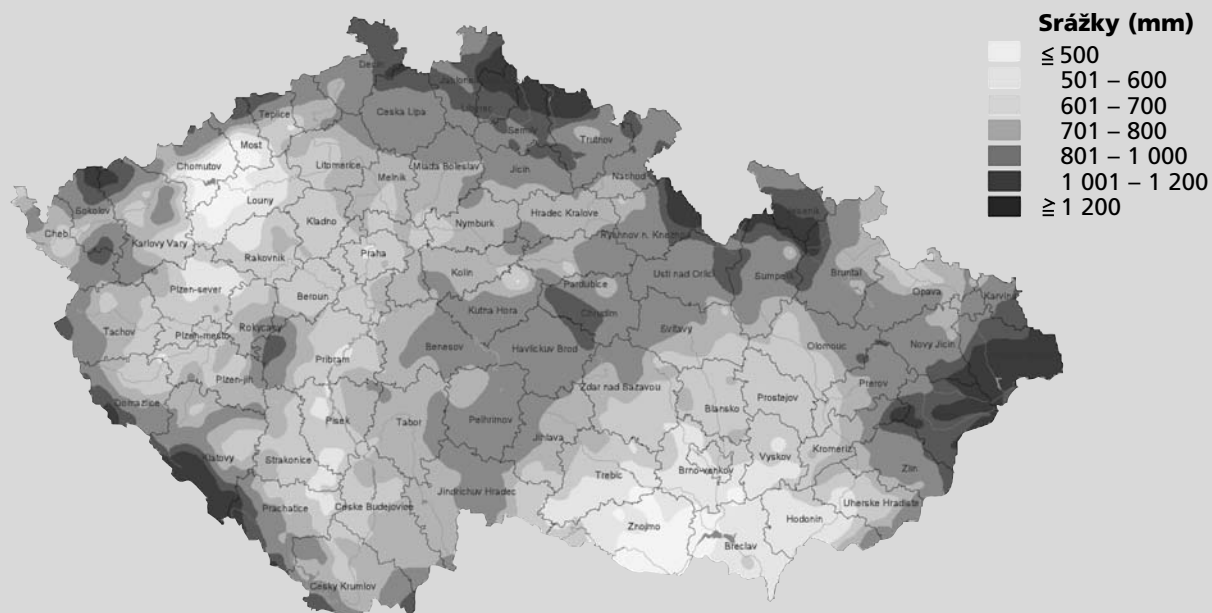 Srážky (mm)
≦ 500
501 – 600
601 – 700
701 – 800
801 – 1 000
1 001 – 1 200
≧ 1 200
Decin
Jablonec
Liberec
Teplice
Ceska Lipa
Semily
Trutnov
Most
Chomutov
Litomerice
Mlada Boleslav
Jicin
Melnik
Nachod
Sokolov
Louny
Kladno
Nymburk
Hradec Kralove
Cheb
Karlovy Vary
Rakovnik
Praha
Rychnov n. Kneznou
Kolin
Usti nad Orlici
Sumperk
Bruntal
Plzen-sever
Beroun
Pardubice
Opava
Karvina
Kutna Hora
Chrudim
Tachov
Plzen-mesto
Rokycany
Svitavy
Pribram
Benesov
Havlickuv Brod
Olomouc
Novy Jicin
Plzen-jih
Zdar nad Sazavou
Prerov
Domazlice
Prostejov
Blansko
Pisek
Tabor
Pelhrimov
Jihlava
Klatovy
Strakonice
Vyskov
Kromeriz
Zlin
Trebic
Brno-venkov
Jindrichuv Hradec
Prachatice
Ceske Budejovice
Uherske Hradiste
Znojmo
Hodonin
Breclav
Cesky Krumlov